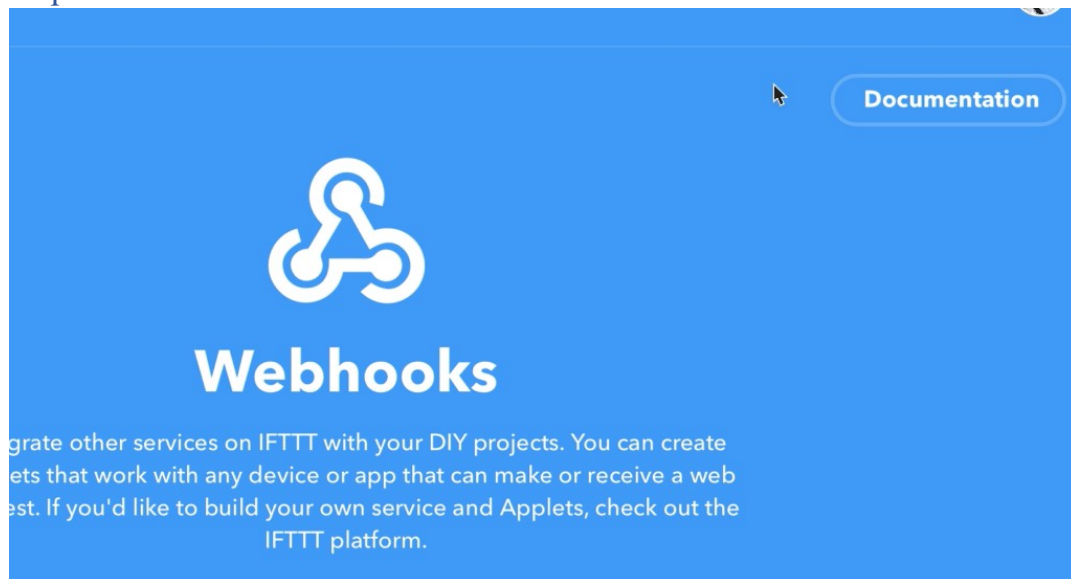 Documentation
Webhooks
grate other services on IFTTT with your DIY projects. You can create
ets that work with any device or app that can make or receive a web
est. If you'd like to build your own service and Applets, check out the
IFTTT platform.